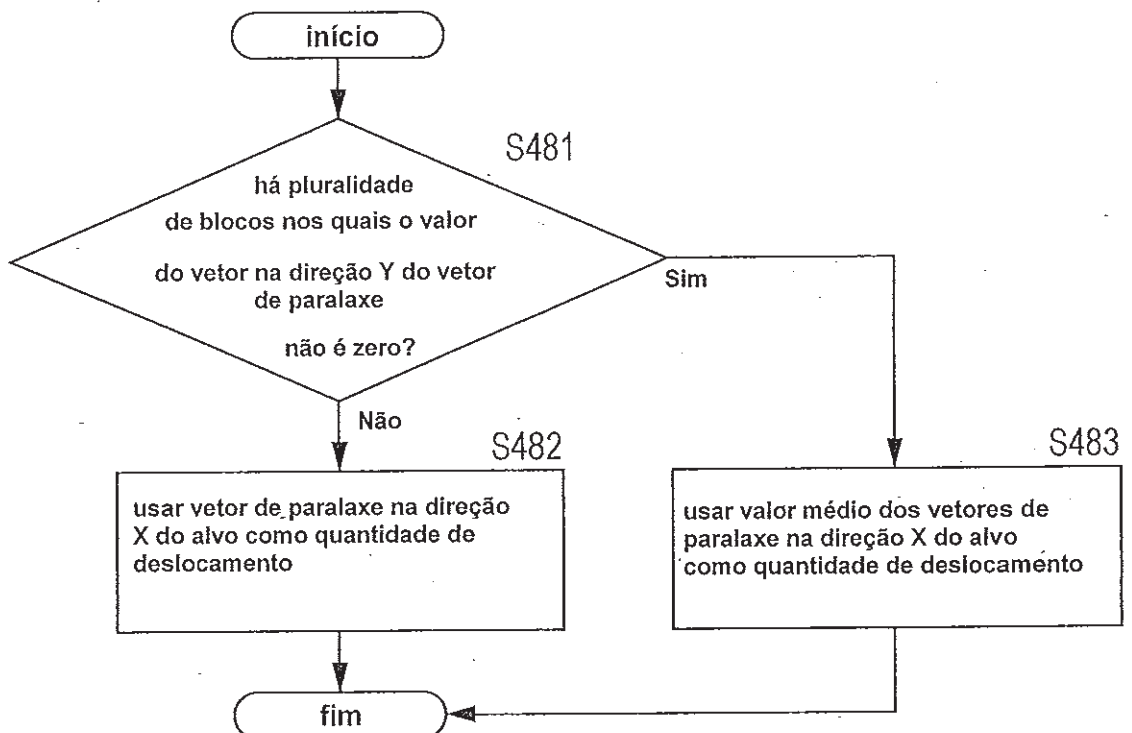 início
S481
há pluralidade
de blocos nos quais o valor
do vetor na direção Y do vetor
de paralaxe
não é zero?
Sim
Não
S482
usar vetor de paralaxe na direção
X do alvo como quantidade de
deslocamento
S483
usar valor médio dos vetores de
paralaxe na direção X do alvo
como quantidade de deslocamento
fim